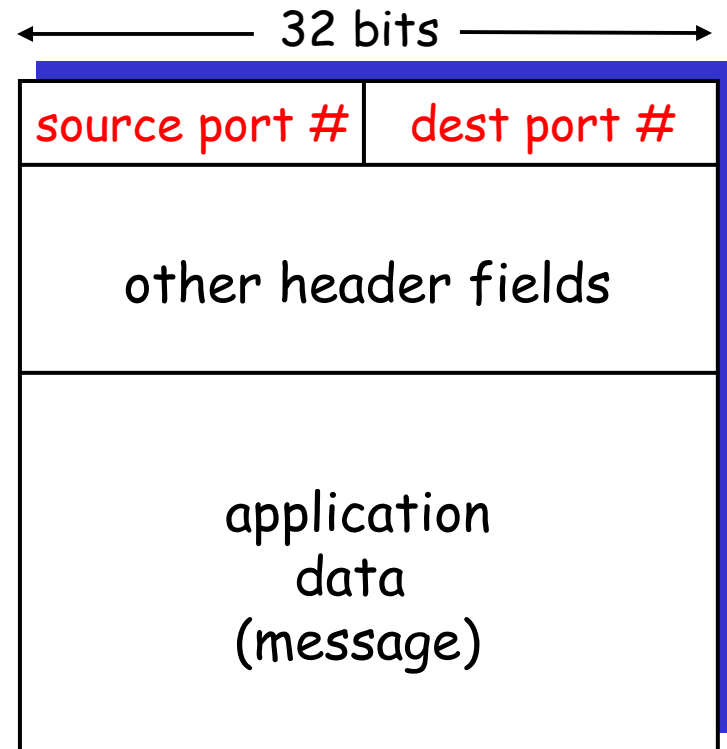 32 bits
source port # dest port #
other header fields
application
data
(message)